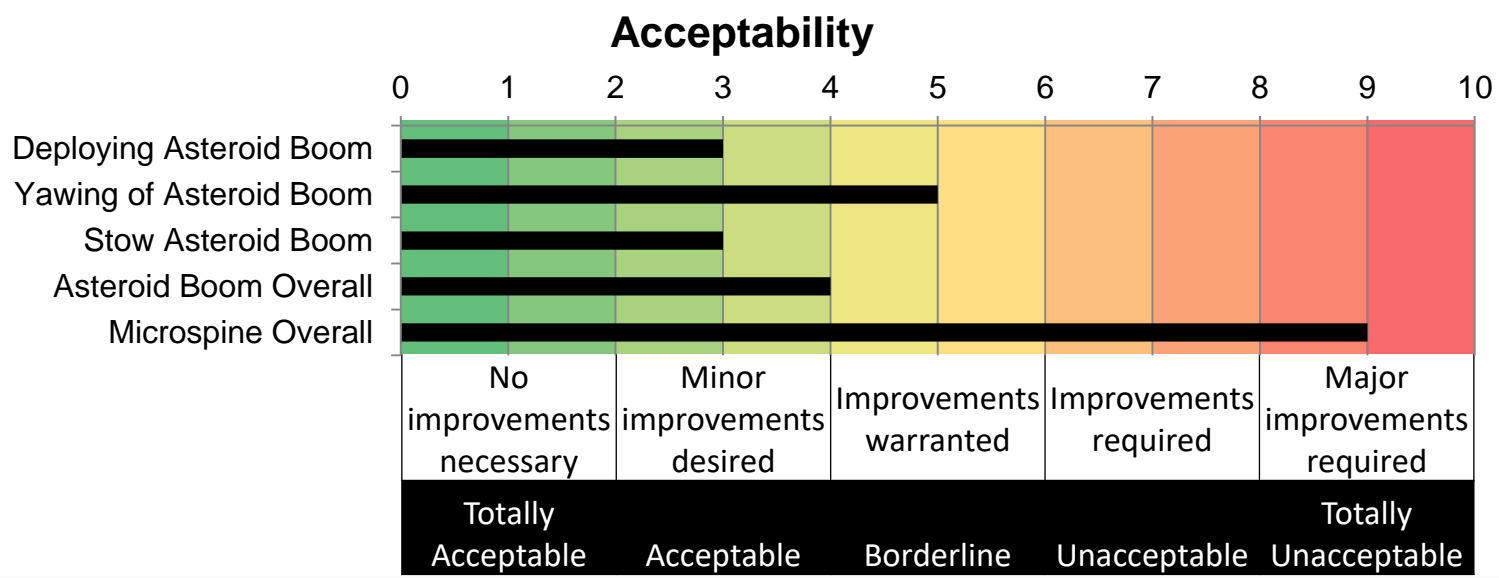 Acceptability
0 1 2 3 4 5 6 7 8 9 10
Deploying Asteroid Boom
Yawing of Asteroid Boom
Stow Asteroid Boom
Asteroid Boom Overall
Microspine Overall
No
improvements
necessary
Minor
improvements
desired
Improvements
warranted
Improvements
required
Major
improvements
required
Totally
Acceptable
Acceptable
Borderline
Unacceptable
Totally
Unacceptable